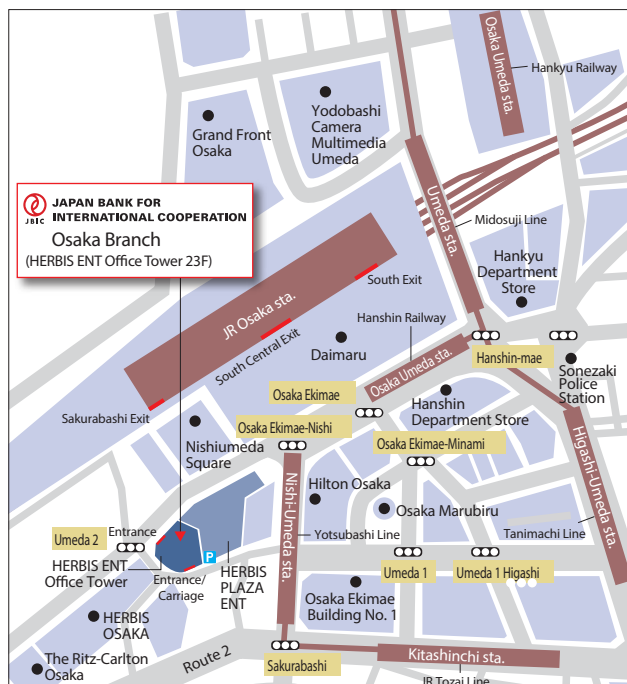 Osaka Umeda sta.
Hankyu Railway
Yodobashi
Camera
Multimedia
Umeda
Grand Front
Osaka
JBIC
JAPAN BANK FOR
INTERNATIONAL COOPERATION
Osaka Branch
(HERBIS ENT Office Tower 23F)
Umeda sta.
Midosuji Line
Hankyu
Department
Store
South Exit
JR Osaka sta.
Hanshin Railway
South Central Exit
Daimaru
Osaka Umeda sta.
Hanshin-mae
Sonezaki
Police
Station
Osaka Ekimae
Hanshin
Department Store
Sakurabashi Exit
Osaka Ekimae-Nishi
Osaka Ekimae-Minami
Nishiumeda
Square
Higashi-Umeda sta.
Nishi-Umeda sta.
Hilton Osaka
Osaka Marubiru
Yotsubashi Line
Tanimachi Line
Umeda 2
Entrance
P
HERBIS ENT
Office Tower
Entrance/
Carriage
HERBIS
PLAZA
ENT
Umeda 1
Umeda 1 Higashi
Osaka Ekimae
Building No. 1
HERBIS
OSAKA
The Ritz-Carlton
Osaka
Route 2
Sakurabashi
Kitashinchi sta.
JR Tozai Line